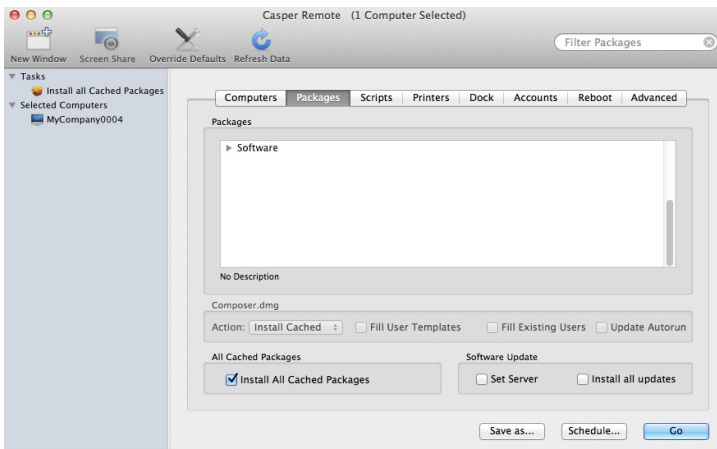 Casper Remote (1 Computer Selected)
New Window Screen Share Override Defaults Refresh Data
Filter Packages
Tasks
Install all Cached Packages
Selected Computers
MyCompany0004
Computers Packages Scripts Printers Dock Accounts Reboot Advanced
Packages
Software
No Description
Composer.dmg
Action: Install Cached Fill User Templates Fill Existing Users Update Autorun
All Cached Packages
Install All Cached Packages
Software Update
Set Server Install all updates
Save as... Schedule... Go